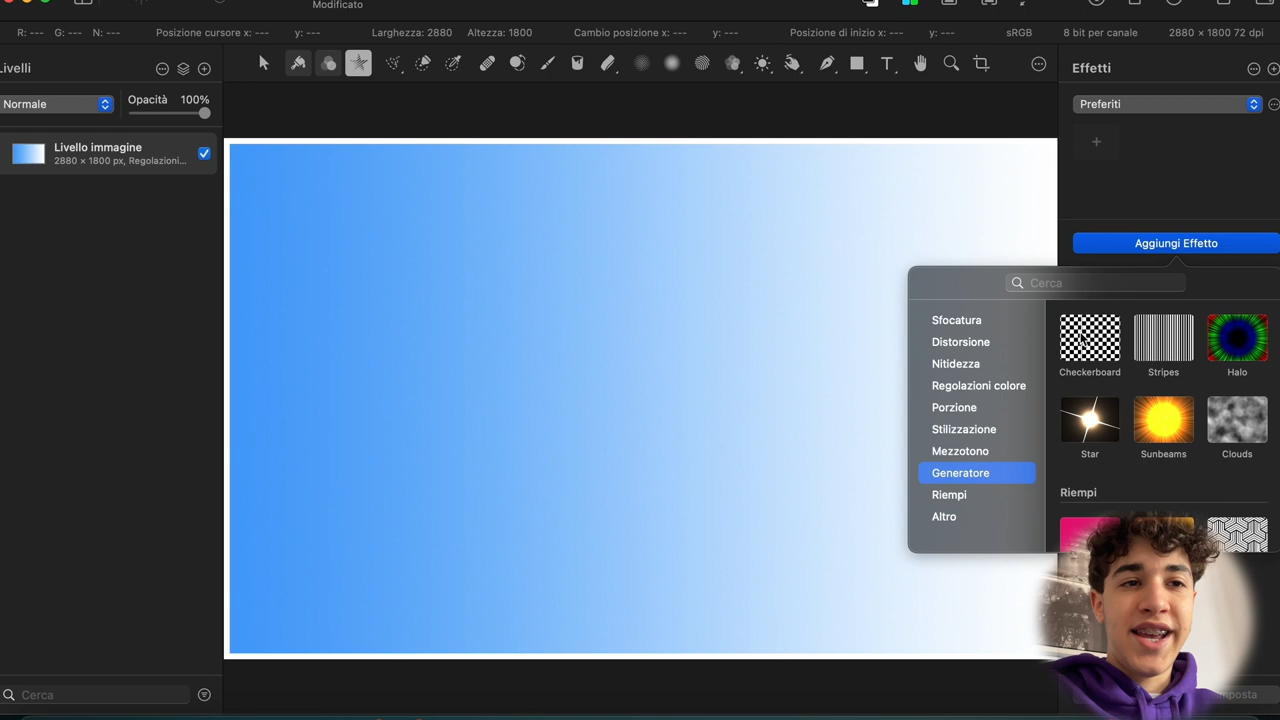 Modificato
R: --- G: --- N: --- Posizione cursore x: --- y: --- Larghezza: 2880 Altezza: 1800 Cambio posizione x: --- y: --- Posizione di inizio x: --- y: --- sRGB 8 bit per canale 2880 × 1800 72 dpi
Livelli
Normale
Opacità 100%
Livello immagine
2880 × 1800 px, Regolazioni...
Cerca
Effetti
Preferiti
Aggiungi Effetto
Cerca
Sfocatura
Distorsione
Nitidezza
Regolazioni colore
Porzione
Stilizzazione
Mezzotono
Generatore
Riempi
Altro
Checkerboard Stripes Halo
Star Sunbeams Clouds
Riempi